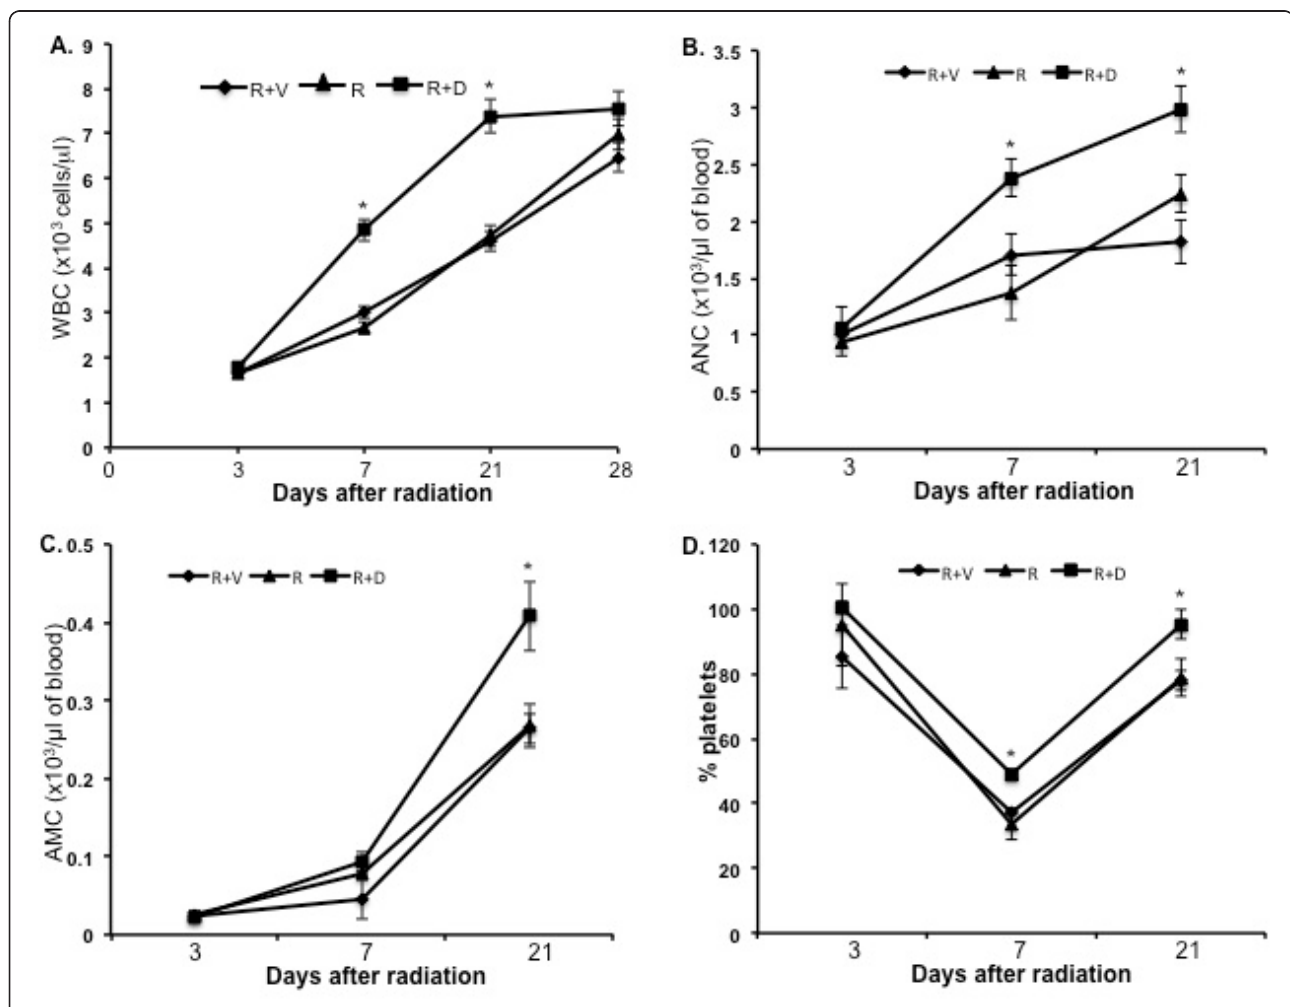 A.
9
8
7
6
5
4
3
2
1
0
WBC (x10³ cells/µl)
R+V R R+D
*
*
0 3 7 21 28
Days after radiation
B.
3.5
3
2.5
2
1.5
1
0.5
0
ANC (x10³/µl of blood)
R+V R R+D
*
*
3 7 21
Days after radiation
C.
0.5
0.4
0.3
0.2
0.1
0
AMC (x10³/µl of blood)
R+V R R+D
*
3 7 21
Days after radiation
D.
120
100
80
60
40
20
0
% platelets
R+V R R+D
*
*
3 7 21
Days after radiation